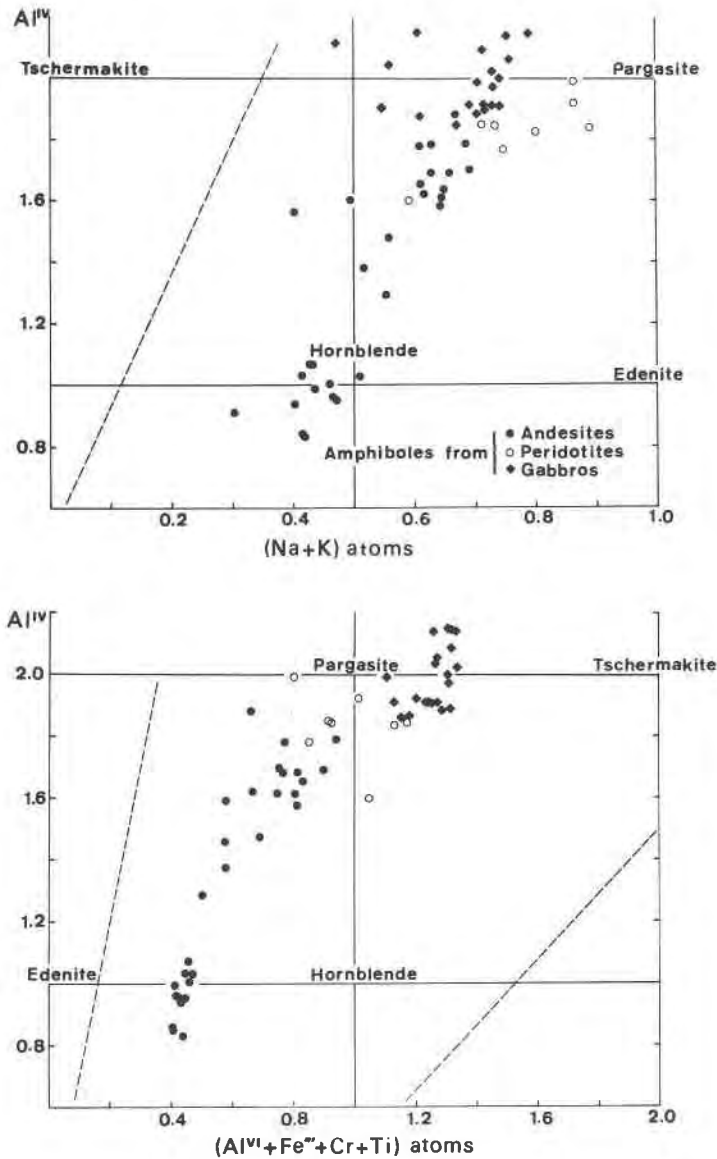 Al^IV
Tschermakite Pargasite
1.6
1.2
Hornblende
Edenite
0.8
Amphiboles from
Andesites
Peridotites
Gabbros
0.2 0.4 0.6 0.8 1.0
(Na+K) atoms
Al^IV
Pargasite Tschermakite
2.0
1.6
1.2
Edenite Hornblende
0.8
0.4 0.8 1.2 1.6 2.0
(Al^VI+Fe‴+Cr+Ti) atoms